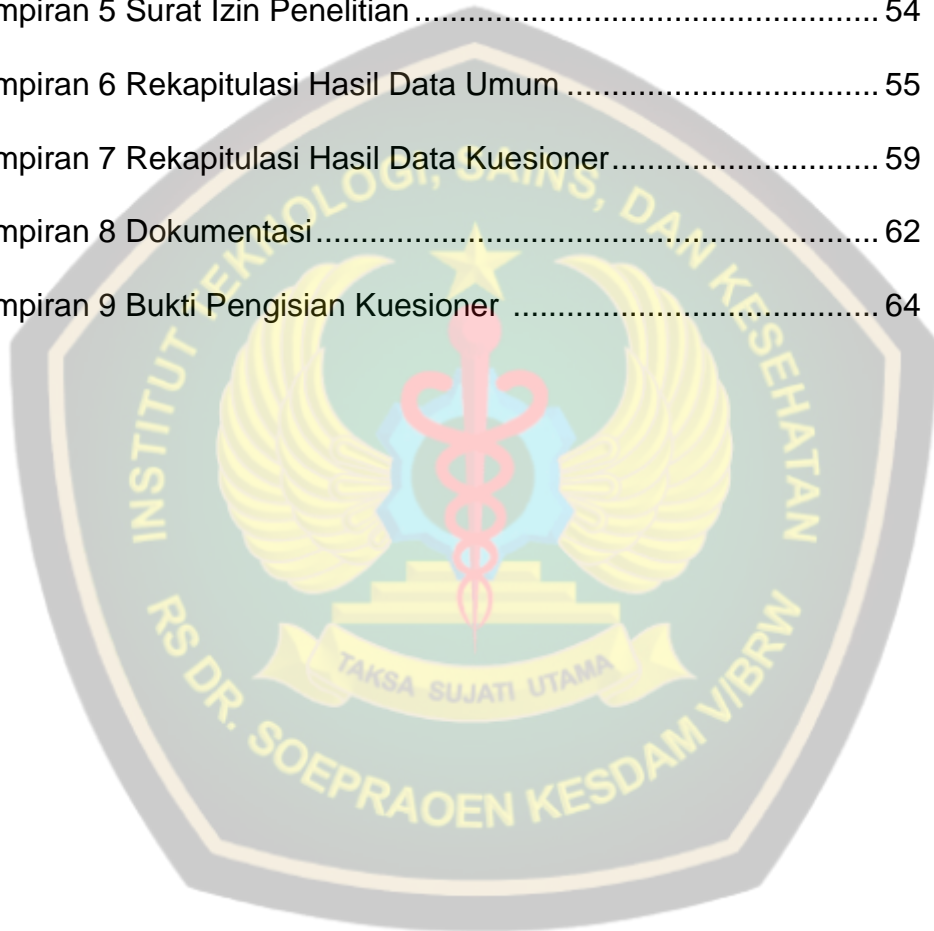 mpiran 5 Surat Izin Penelitian ........................................................ 54
mpiran 6 Rekapitulasi Hasil Data Umum ...................................... 55
mpiran 7 Rekapitulasi Hasil Data Kuesioner ................................ 59
mpiran 8 Dokumentasi .................................................................... 62
mpiran 9 Bukti Pengisian Kuesioner ............................................ 64
INSTITUT TEKNOLOGI, SAINS, DAN KESEHATAN
TAKSA SUJATI UTAMA
RS DR. SOEPRAOEN KESDAM V/BRW